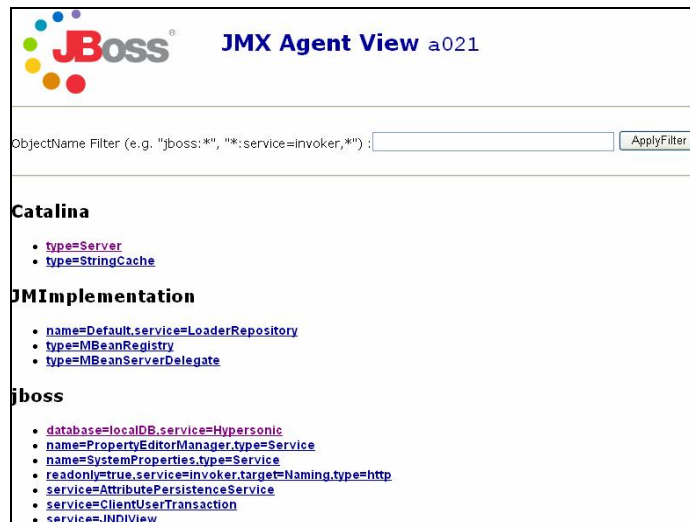 JBoss®
JMX Agent View a021
ObjectName Filter (e.g. "jboss:*", "*:service=invoker,*") :
ApplyFilter
Catalina
type=Server
type=StringCache
JMImplementation
name=Default,service=LoaderRepository
type=MBeanRegistry
type=MBeanServerDelegate
jboss
database=localDB,service=Hypersonic
name=PropertyEditorManager,type=Service
name=SystemProperties,type=Service
readonly=true,service=invoker,target=Naming,type=http
service=AttributePersistenceService
service=ClientUserTransaction
service=JNDIView